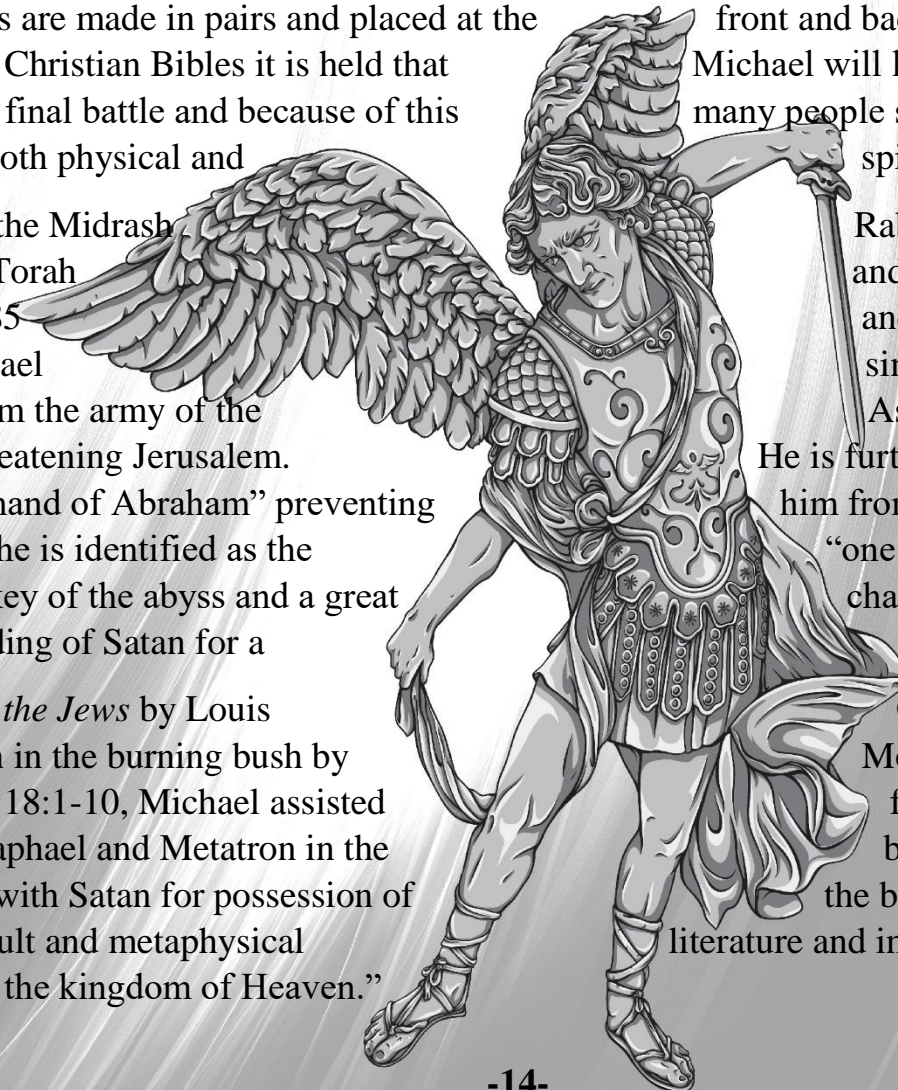 s are made in pairs and placed at the front and bac
Christian Bibles it is held that Michael will l
final battle and because of this many people s
oth physical and spi
the Midrash Ral
Torah and
35 and
ael sin
m the army of the As
eatening Jerusalem. He is furt
hand of Abraham” preventing him from
he is identified as the “one
key of the abyss and a great cha
ding of Satan for a
the Jews by Louis
n in the burning bush by Mo
18:1-10, Michael assisted f
aphael and Metatron in the b
with Satan for possession of the b
ult and metaphysical literature and in
the kingdom of Heaven.”
-14-